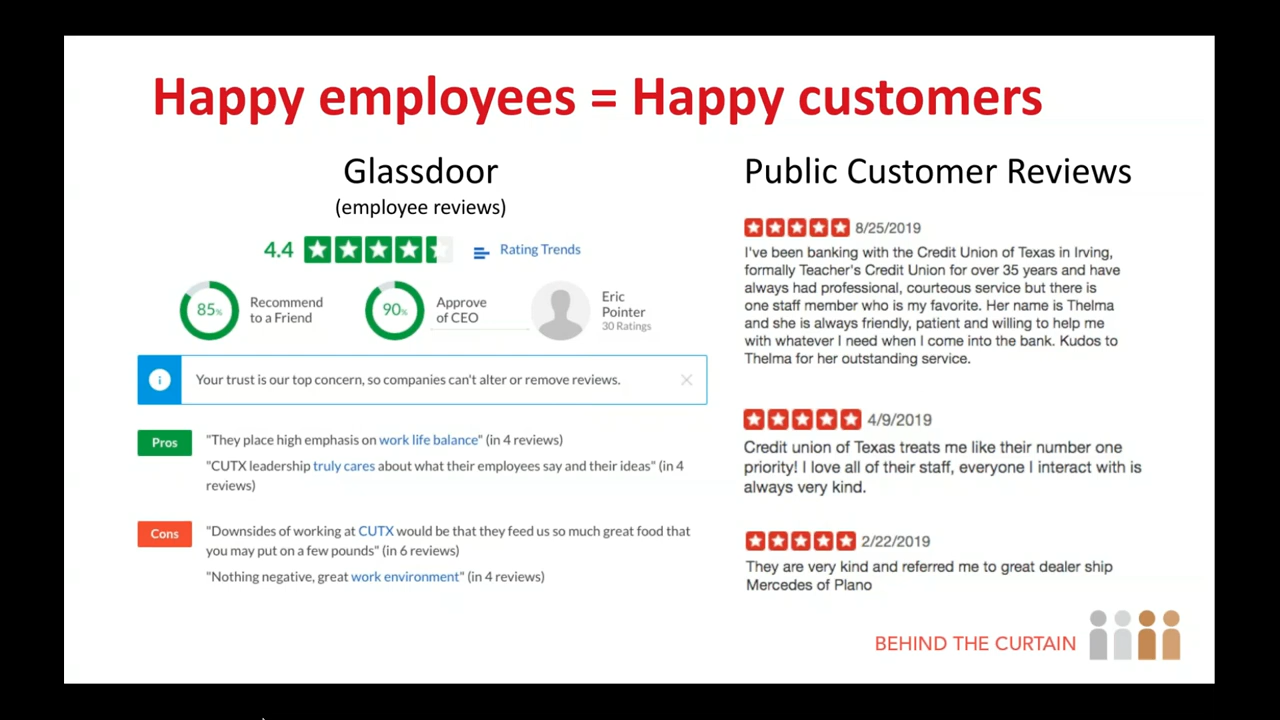 Happy employees = Happy customers
Glassdoor
(employee reviews)
4.4
Rating Trends
85%
Recommend
to a Friend
90%
Approve
of CEO
Eric
Pointer
30 Ratings
Your trust is our top concern, so companies can't alter or remove reviews.
Pros
"They place high emphasis on work life balance" (in 4 reviews)
"CUTX leadership truly cares about what their employees say and their ideas" (in 4
reviews)
Cons
"Downsides of working at CUTX would be that they feed us so much great food that
you may put on a few pounds" (in 6 reviews)
"Nothing negative, great work environment" (in 4 reviews)
Public Customer Reviews
8/25/2019
I've been banking with the Credit Union of Texas in Irving,
formally Teacher's Credit Union for over 35 years and have
always had professional, courteous service but there is
one staff member who is my favorite. Her name is Thelma
and she is always friendly, patient and willing to help me
with whatever I need when I come into the bank. Kudos to
Thelma for her outstanding service.
4/9/2019
Credit union of Texas treats me like their number one
priority! I love all of their staff, everyone I interact with is
always very kind.
2/22/2019
They are very kind and referred me to great dealer ship
Mercedes of Plano
BEHIND THE CURTAIN